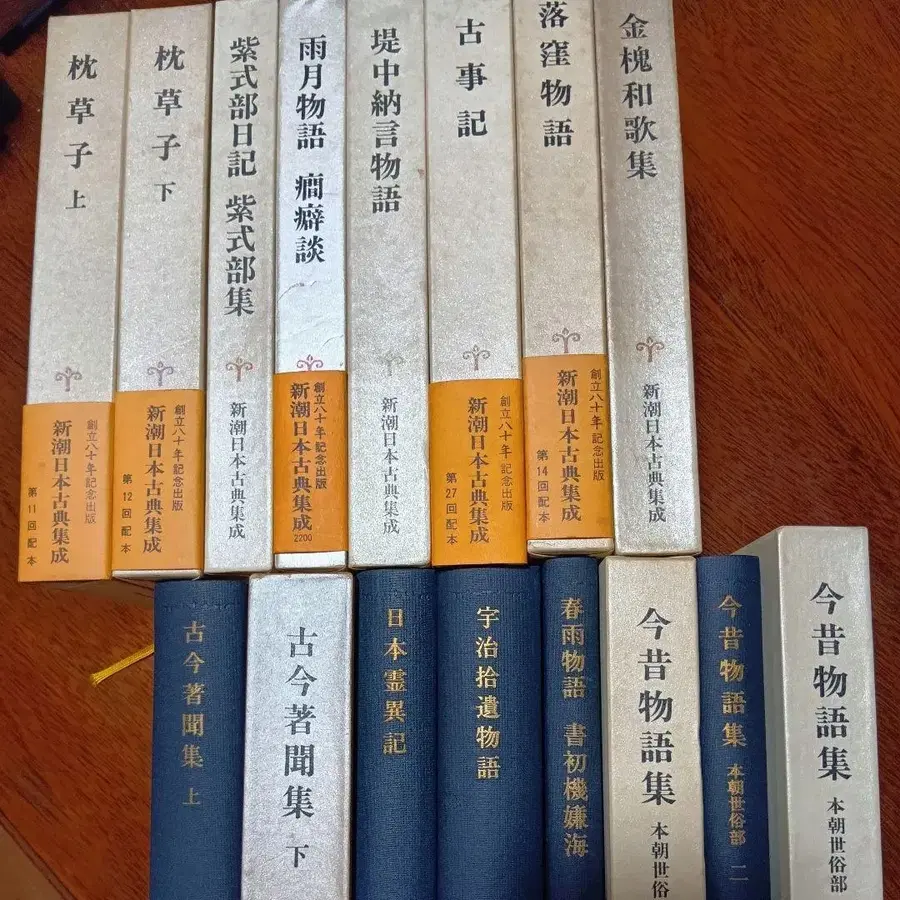 枕草子 上
創立八十年記念出版
新潮日本古典集成
第11回配本
枕草子 下
創立八十年記念出版
新潮日本古典集成
第12回配本
紫式部日記 紫式部集
新潮日本古典集成
雨月物語 癇癖談
創立八十年記念出版
新潮日本古典集成
2200
堤中納言物語
新潮日本古典集成
古事記
創立八十年記念出版
新潮日本古典集成
第27回配本
落窪物語
創立八十年記念出版
新潮日本古典集成
第14回配本
金槐和歌集
新潮日本古典集成
古今著聞集 上
古今著聞集 下
日本霊異記
宇治拾遺物語
春雨物語 書初機嫌海
今昔物語集 本朝世俗
今昔物語集 本朝世俗部 二
今昔物語集 本朝世俗部